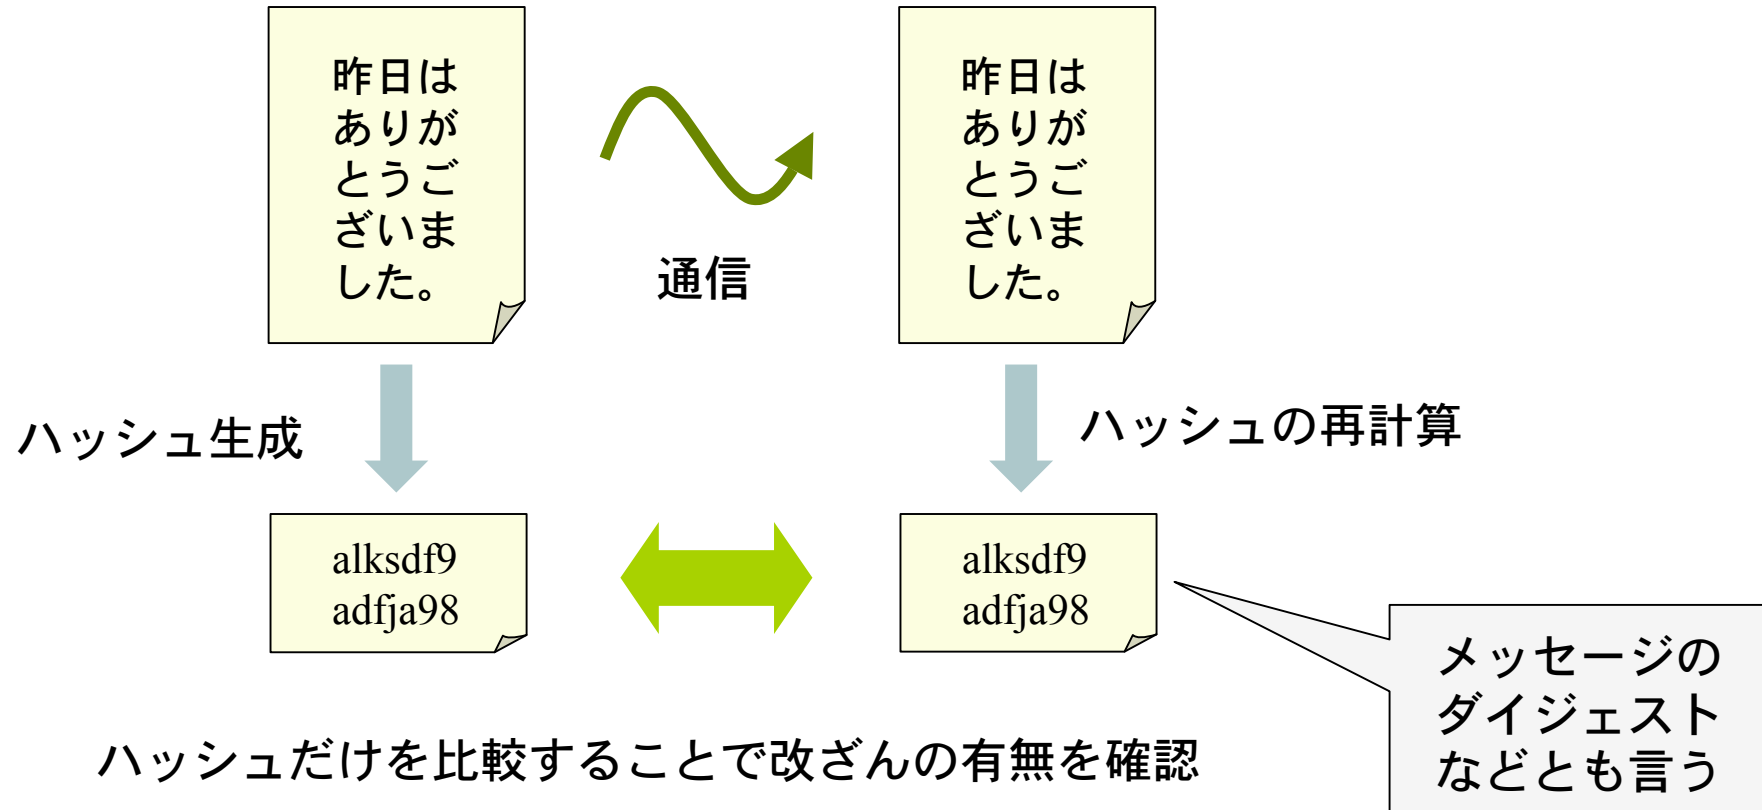 昨日は
ありが
とうご
ざいま
した。
通信
昨日は
ありが
とうご
ざいま
した。
ハッシュ生成
ハッシュの再計算
alksdf9
adfja98
alksdf9
adfja98
メッセージの
ダイジェスト
などとも言う
ハッシュだけを比較することで改ざんの有無を確認